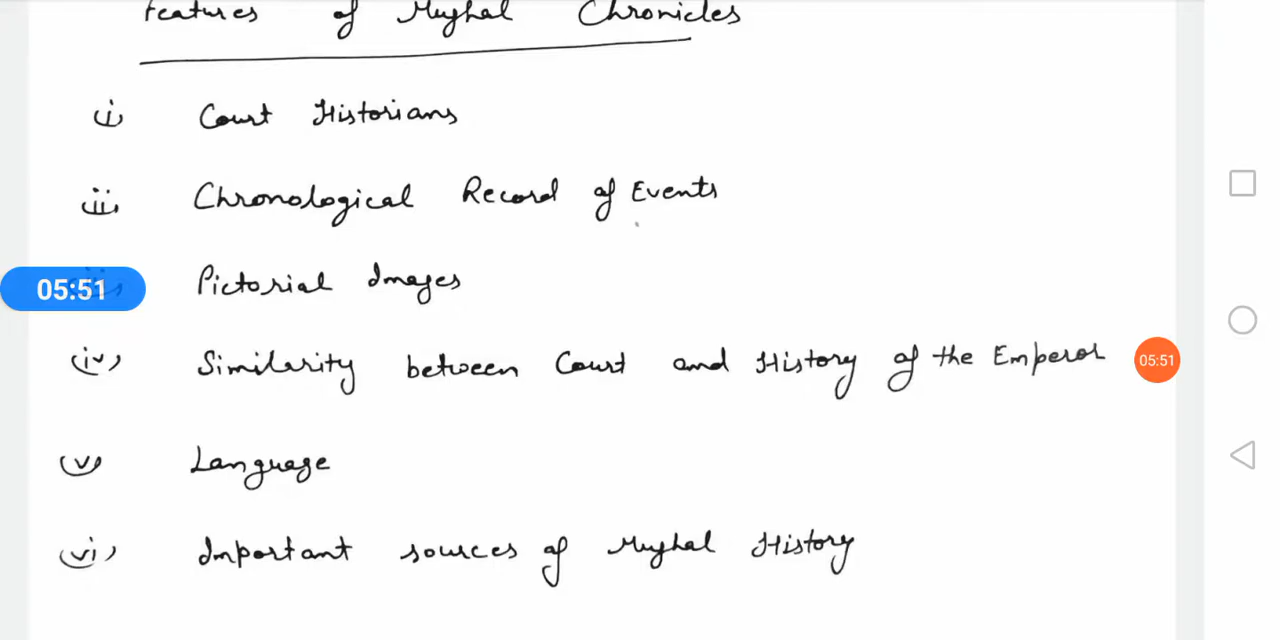 Features of Mughal Chronicles
(i) Court Historians
(ii) Chronological Record of Events
05:51 Pictorial Images
(iv) Similarity between Court and History of the Emperor 05:51
(v) Language
(vi) Important sources of Mughal History